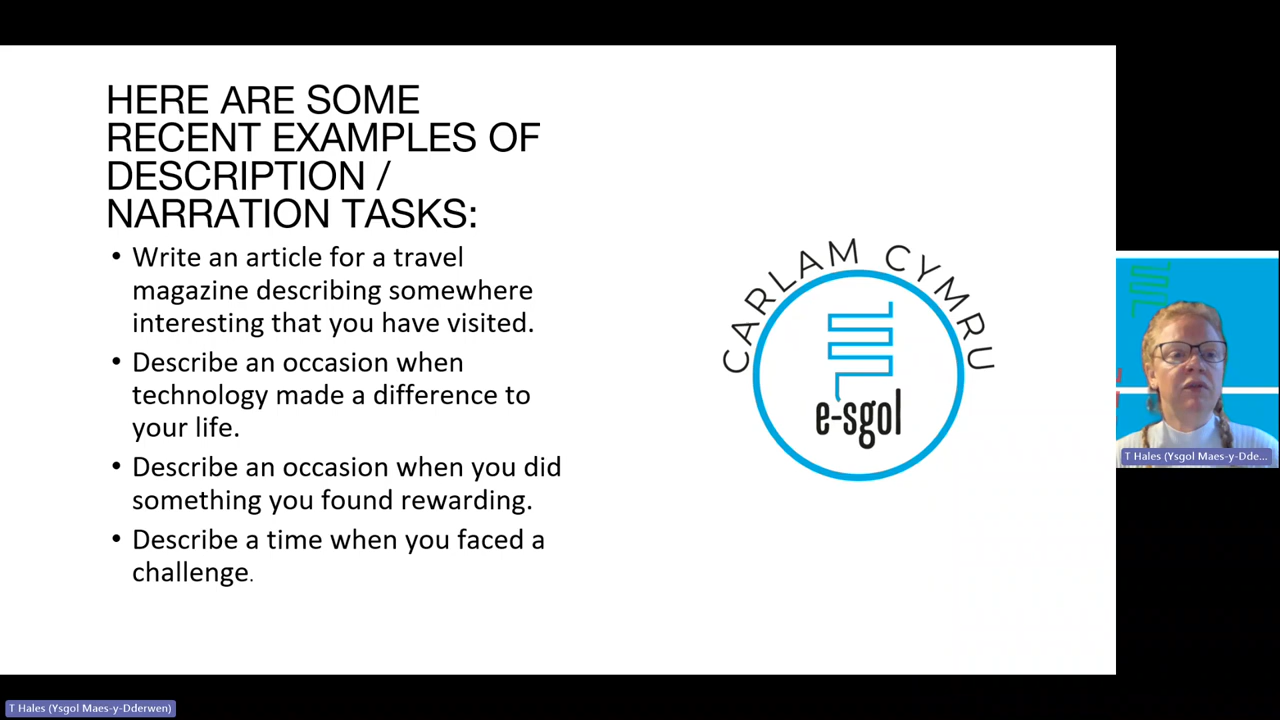 HERE ARE SOME
RECENT EXAMPLES OF
DESCRIPTION /
NARRATION TASKS:
• Write an article for a travel
magazine describing somewhere
interesting that you have visited.
• Describe an occasion when
technology made a difference to
your life.
• Describe an occasion when you did
something you found rewarding.
• Describe a time when you faced a
challenge.
CARLAM CYMRU
e-sgol
T Hales (Ysgol Maes-y-Dde...
T Hales (Ysgol Maes-y-Dderwen)